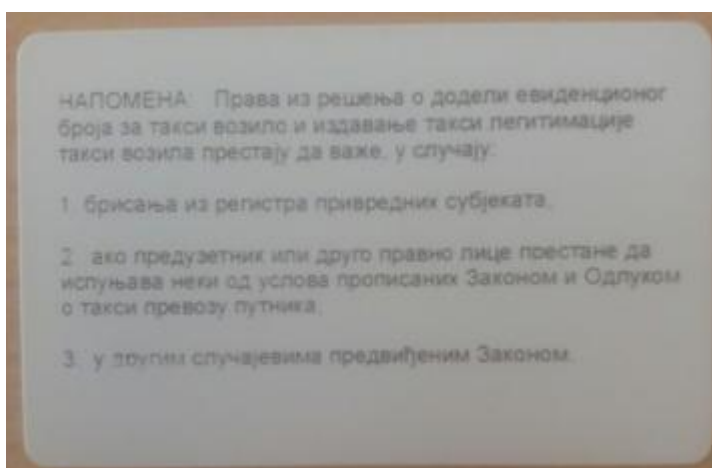 НАПОМЕНА: Права из решења о додели евиденционог
броја за такси возило и издавање такси легитимације
такси возила престају да важе, у случају:
1. брисања из регистра привредних субјеката,
2. ако предузетник или друго правно лице престане да
испуњава неки од услова прописаних Законом и Одлуком
о такси превозу путника,
3. у другим случајевима предвиђеним Законом.